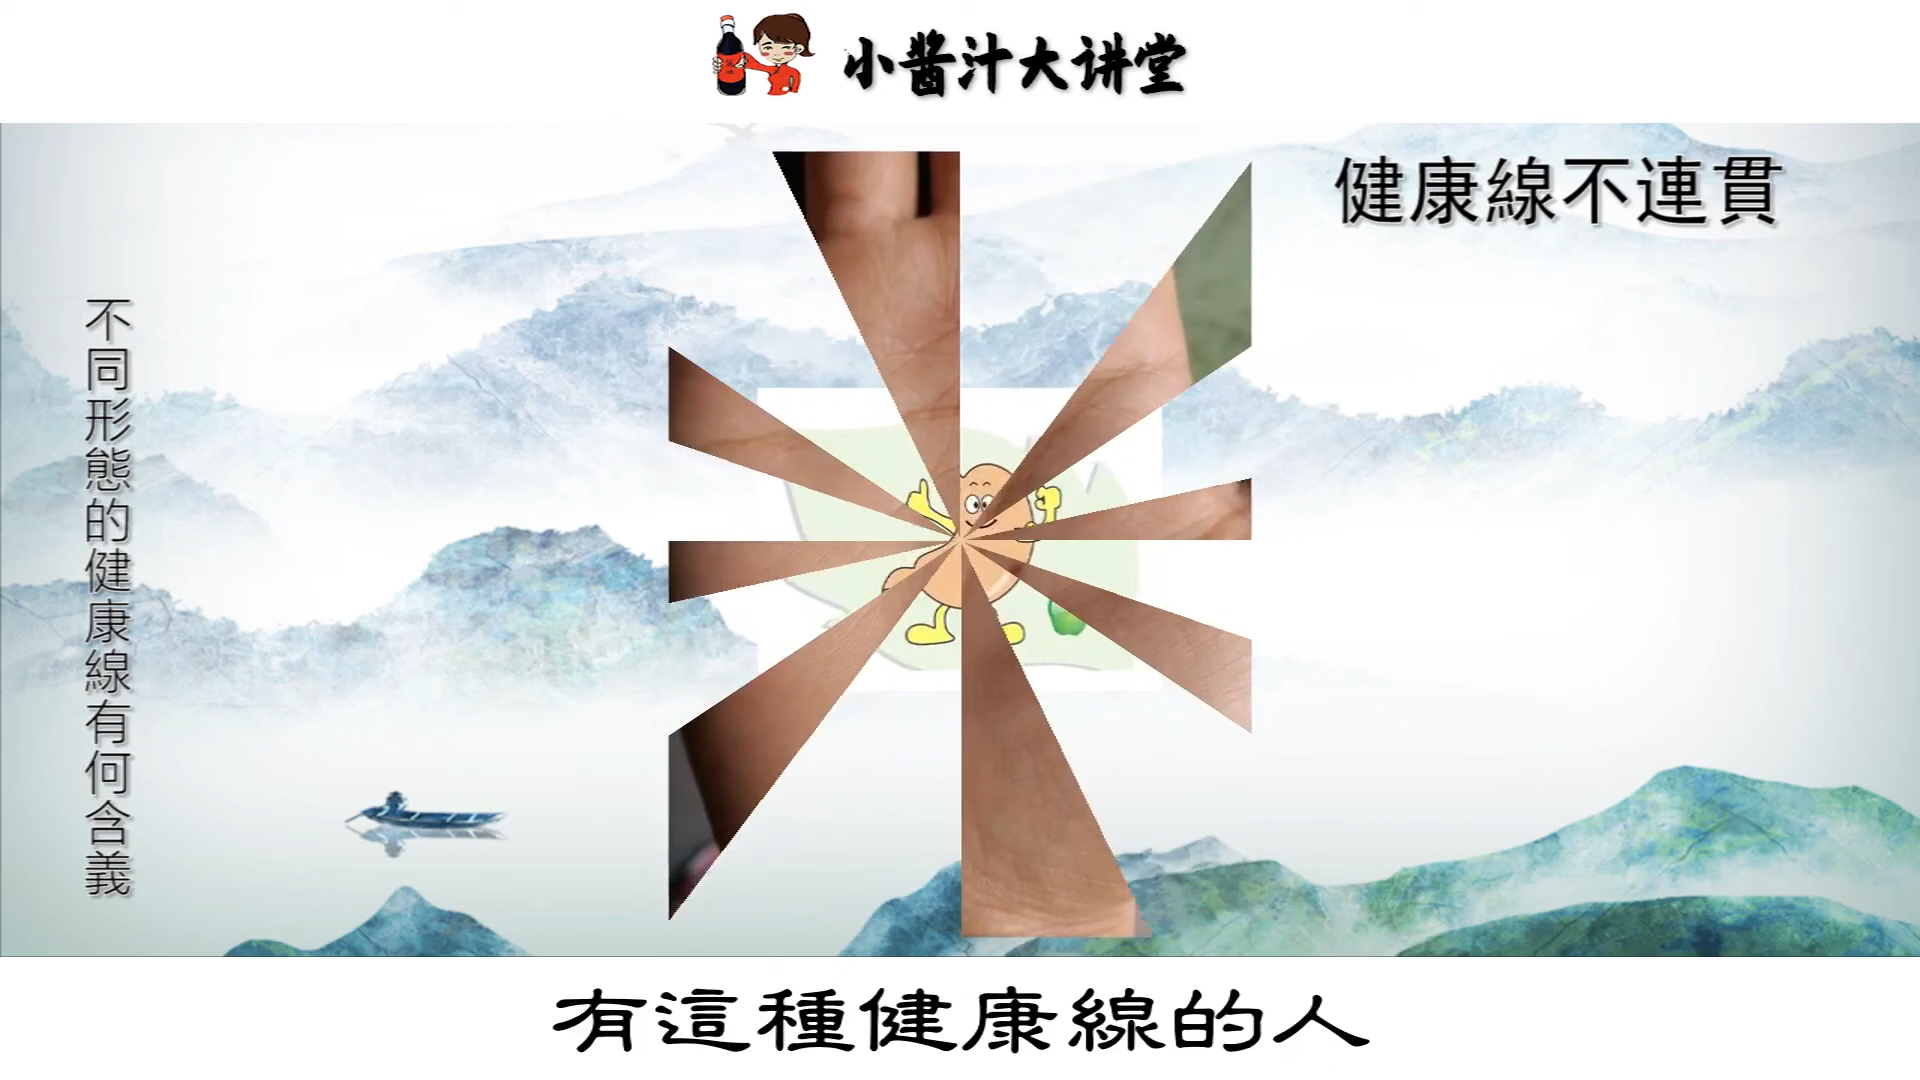 小酱汁大讲堂
健康線不連貫
不同形態的健康線有何含義
有這種健康線的人